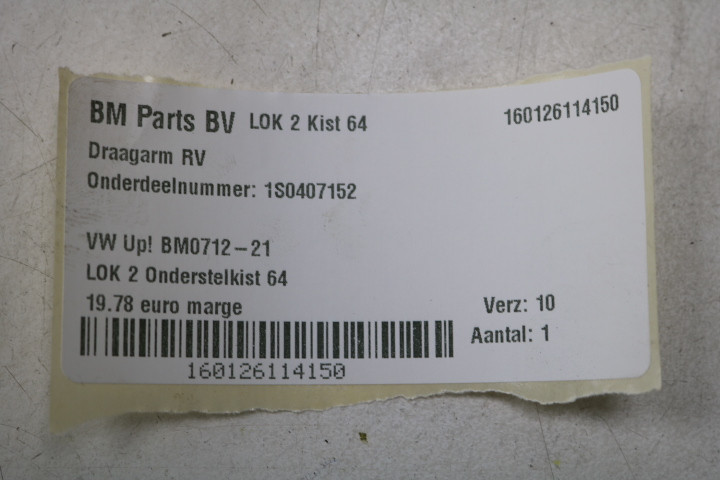 BM Parts BV LOK 2 Kist 64 160126114150
Draagarm RV
Onderdeelnummer: 1S0407152
VW Up! BM0712-21
LOK 2 Onderstelkist 64
19.78 euro marge Verz: 10
Aantal: 1
160126114150